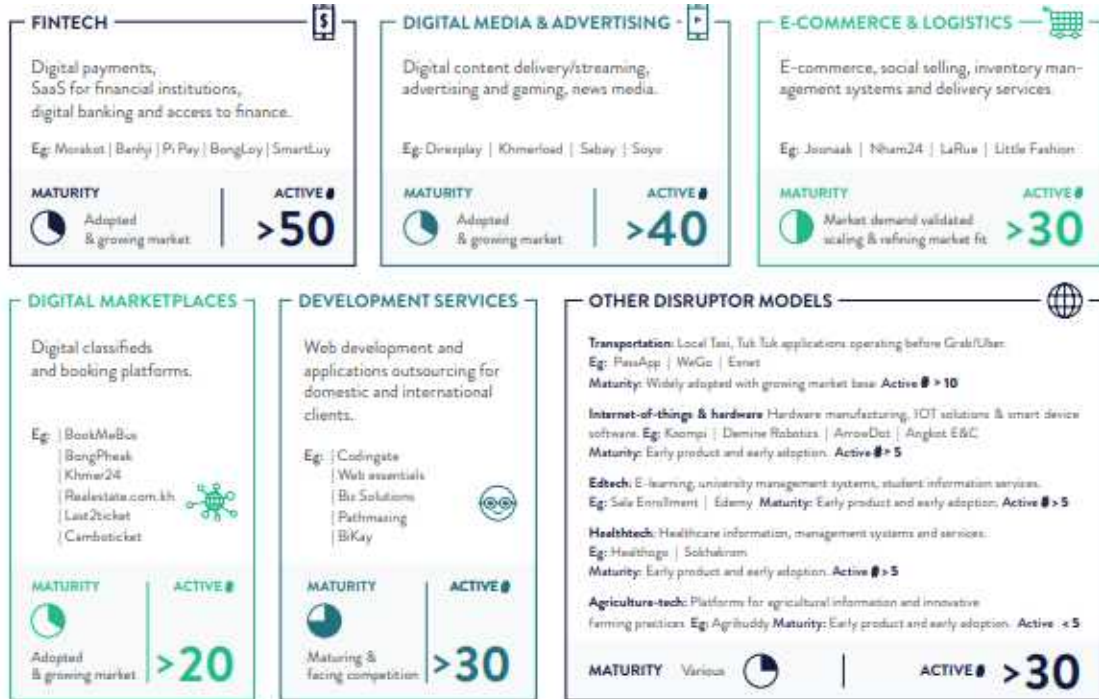 FINTECH
Digital payments,
SaaS for financial institutions,
digital banking and access to finance.
Eg: Morakot | Banhji | Pi Pay | BongLoy | SmartLuy
MATURITY
Adopted
& growing market
ACTIVE #
>50
DIGITAL MEDIA & ADVERTISING
Digital content delivery/streaming,
advertising and gaming, news media.
Eg: Direxplay | Khmerload | Sabay | Soyo
MATURITY
Adopted
& growing market
ACTIVE #
>40
E-COMMERCE & LOGISTICS
E-commerce, social selling, inventory man-
agement systems and delivery services.
Eg: Joonaak | Nham24 | LaRue | Little Fashion
MATURITY
Market demand validated
scaling & refining market fit
ACTIVE #
>30
DIGITAL MARKETPLACES
Digital classifieds
and booking platforms.
Eg: | BookMeBus
| BongPheak
| Khmer24
| Realestate.com.kh
| Last2ticket
| Camboticket
MATURITY
Adopted
& growing market
ACTIVE #
>20
DEVELOPMENT SERVICES
Web development and
applications outsourcing for
domestic and international
clients.
Eg: | Codingate
| Web essentials
| Biz Solutions
| Pathmazing
| BiKay
MATURITY
Maturing &
facing competition
ACTIVE #
>30
OTHER DISRUPTOR MODELS
Transportation: Local Taxi, Tuk Tuk applications operating before Grab/Uber.
Eg: PassApp | WeGo | Exnet
Maturity: Widely adopted with growing market base Active # > 10
Internet-of-things & hardware Hardware manufacturing, IOT solutions & smart device
software. Eg: Koompi | Demine Robotics | ArrowDot | Angkot E&C
Maturity: Early product and early adoption. Active # > 5
Edtech: E-learning, university management systems, student information services.
Eg: Sala Enrollment | Edemy Maturity: Early product and early adoption. Active # > 5
Healthtech: Healthcare information, management systems and services.
Eg: Healthogo | Sokhakrom
Maturity: Early product and early adoption. Active # > 5
Agriculture-tech: Platforms for agricultural information and innovative
farming practices Eg: Agribuddy Maturity: Early product and early adoption. Active < 5
MATURITY Various
ACTIVE # >30